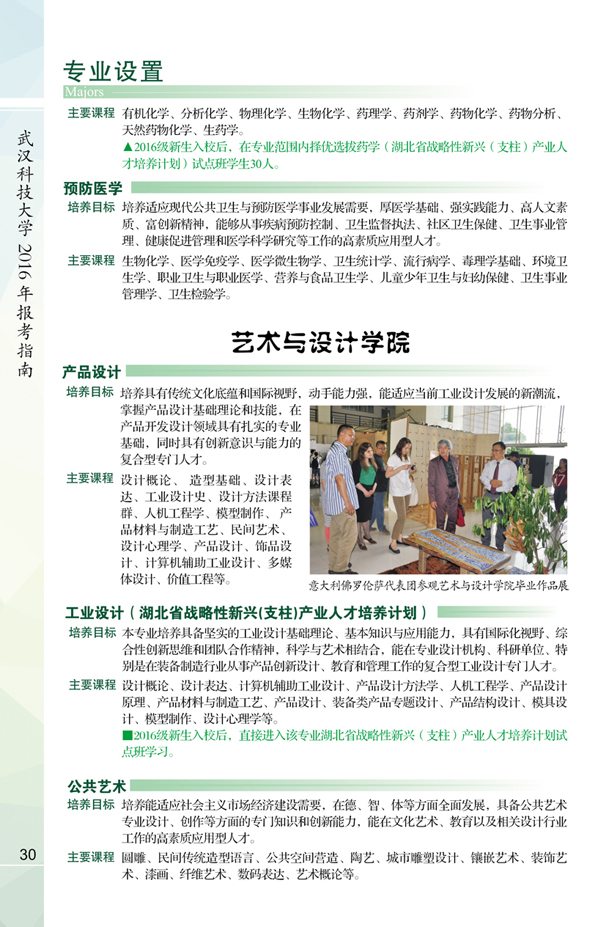 专业设置
Majors
主要课程 有机化学、分析化学、物理化学、生物化学、药理学、药剂学、药物化学、药物分析、
天然药物化学、生药学。
▲2016级新生入校后，在专业范围内择优选拔药学（湖北省战略性新兴（支柱）产业人
才培养计划）试点班学生30人。
预防医学
培养目标 培养适应现代公共卫生与预防医学事业发展需要，厚医学基础、强实践能力、高人文素
质、富创新精神，能够从事疾病预防控制、卫生监督执法、社区卫生保健、卫生事业管
理、健康促进管理和医学科学研究等工作的高素质应用型人才。
主要课程 生物化学、医学免疫学、医学微生物学、卫生统计学、流行病学、毒理学基础、环境卫
生学、职业卫生与职业医学、营养与食品卫生学、儿童少年卫生与妇幼保健、卫生事业
管理学、卫生检验学。
艺术与设计学院
产品设计
培养目标 培养具有传统文化底蕴和国际视野，动手能力强，能适应当前工业设计发展的新潮流，
掌握产品设计基础理论和技能，在
产品开发设计领域具有扎实的专业
基础，同时具有创新意识与能力的
复合型专门人才。
主要课程 设计概论、 造型基础、设计表
达、工业设计史、设计方法课程
群、人机工程学、模型制作、 产
品材料与制造工艺、民间艺术、
设计心理学、产品设计、饰品设
计、计算机辅助工业设计、多媒
体设计、价值工程等。
意大利佛罗伦萨代表团参观艺术与设计学院毕业作品展
工业设计（湖北省战略性新兴(支柱)产业人才培养计划）
培养目标 本专业培养具备坚实的工业设计基础理论、基本知识与应用能力，具有国际化视野、综
合性创新思维和团队合作精神，科学与艺术相结合，能在专业设计机构、科研单位、特
别是在装备制造行业从事产品创新设计、教育和管理工作的复合型工业设计专门人才。
主要课程 设计概论、设计表达、计算机辅助工业设计、产品设计方法学、人机工程学、产品设计
原理、产品材料与制造工艺、产品设计、装备类产品专题设计、产品结构设计、模具设
计、模型制作、设计心理学等。
■2016级新生入校后，直接进入该专业湖北省战略性新兴（支柱）产业人才培养计划试
点班学习。
公共艺术
培养目标 培养能适应社会主义市场经济建设需要，在德、智、体等方面全面发展，具备公共艺术
专业设计、创作等方面的专门知识和创新能力，能在文化艺术、教育以及相关设计行业
工作的高素质应用型人才。
主要课程 圆雕、民间传统造型语言、公共空间营造、陶艺、城市雕塑设计、镶嵌艺术、装饰艺
术、漆画、纤维艺术、数码表达、艺术概论等。
武汉科技大学 2016 年报考指南
30